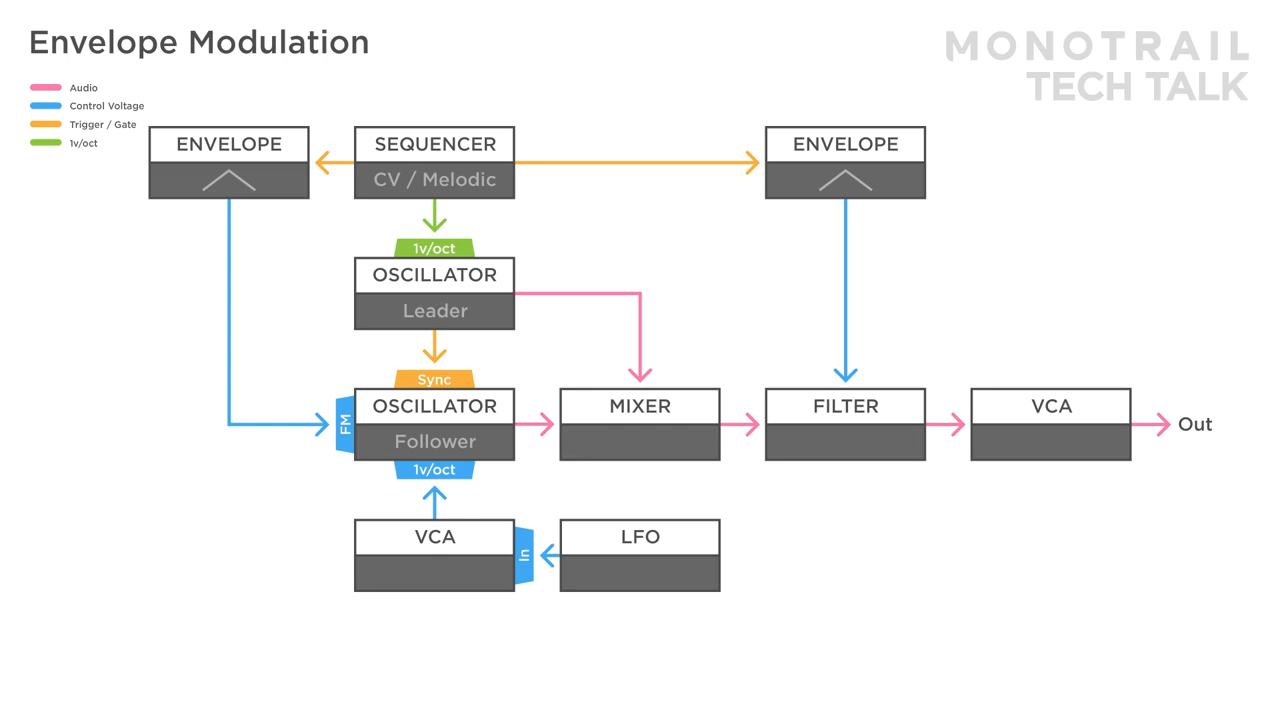 Envelope Modulation
MONOTRAIL
TECH TALK
Audio
Control Voltage
Trigger / Gate
1v/oct
ENVELOPE
SEQUENCER
CV / Melodic
ENVELOPE
1v/oct
OSCILLATOR
Leader
Sync
FM
OSCILLATOR
Follower
1v/oct
MIXER
FILTER
VCA
Out
VCA
In
LFO